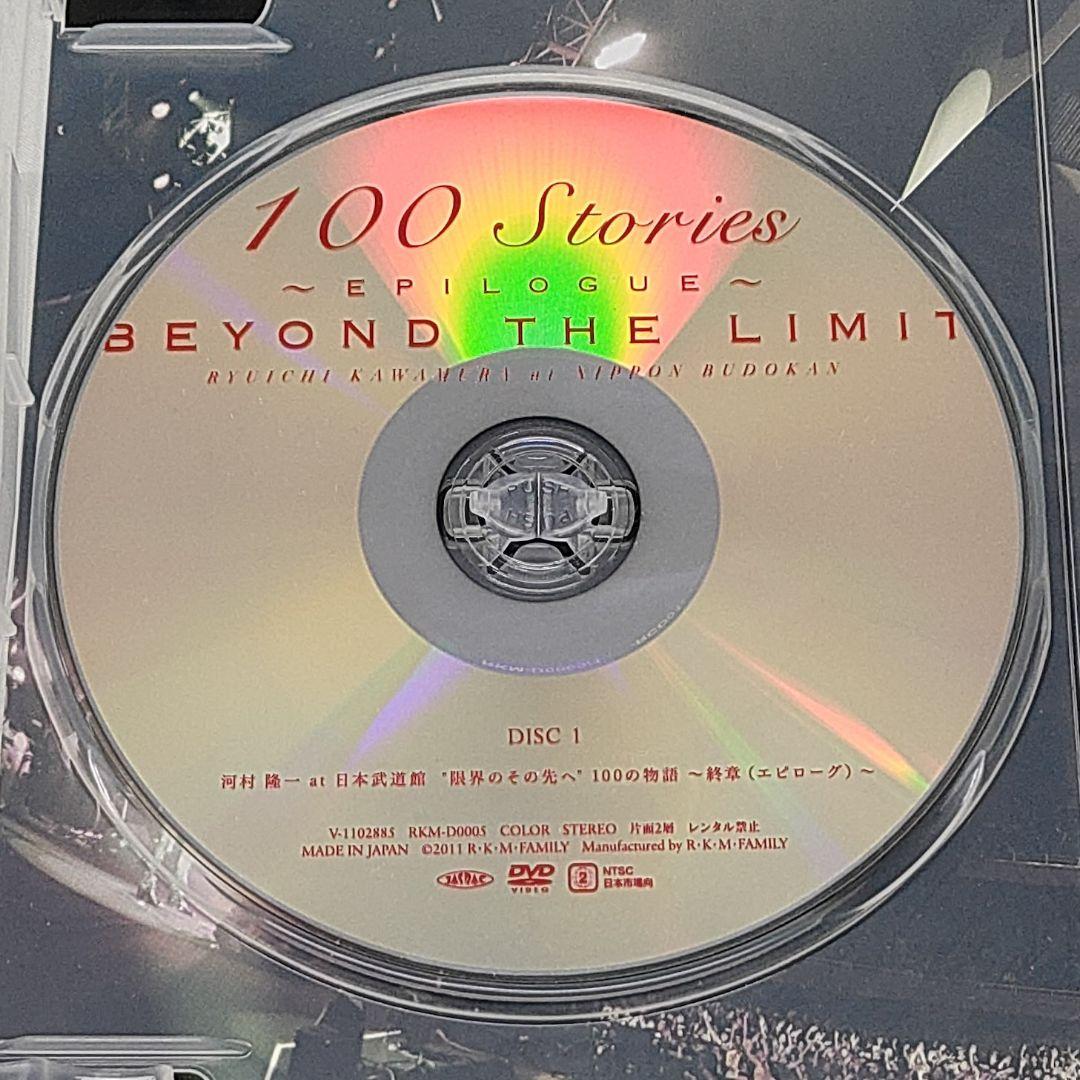 100 Stories
～EPILOGUE～
BEYOND THE LIMIT
RYUICHI KAWAMURA at NIPPON BUDOKAN
PUSH
PUSH
DISC 1
河村 隆一 at 日本武道館 "限界のその先へ" 100の物語 ～終章（エピローグ）～
V-1102885 RKM-D0005 COLOR STEREO 片面2層 レンタル禁止
MADE IN JAPAN ©2011 R・K・M・FAMILY Manufactured by R・K・M・FAMILY
JASRAC DVD VIDEO 2 NTSC 日本市場向